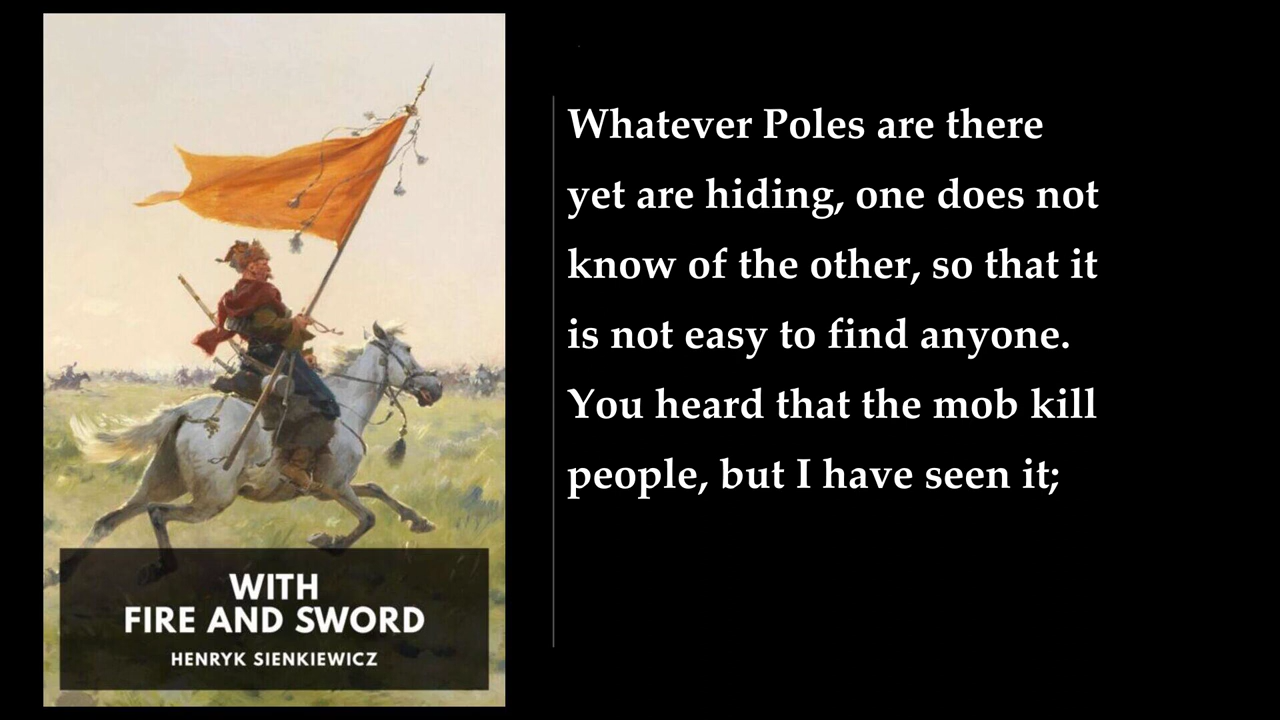 WITH
FIRE AND SWORD
HENRYK SIENKIEWICZ
Whatever Poles are there
yet are hiding, one does not
know of the other, so that it
is not easy to find anyone.
You heard that the mob kill
people, but I have seen it;